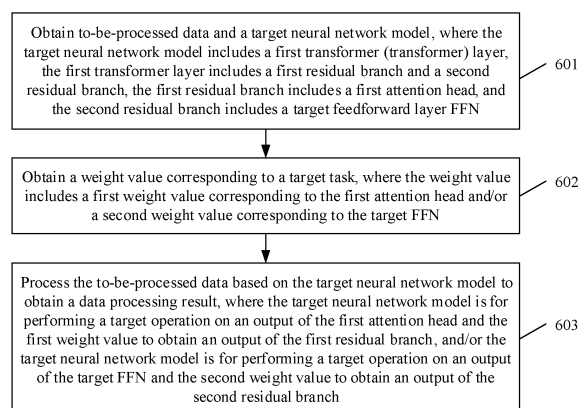 Obtain to-be-processed data and a target neural network model, where the
target neural network model includes a first transformer (transformer) layer,
the first transformer layer includes a first residual branch and a second
residual branch, the first residual branch includes a first attention head, and
the second residual branch includes a target feedforward layer FFN
601
Obtain a weight value corresponding to a target task, where the weight value
includes a first weight value corresponding to the first attention head and/or
a second weight value corresponding to the target FFN
602
Process the to-be-processed data based on the target neural network model to
obtain a data processing result, where the target neural network model is for
performing a target operation on an output of the first attention head and the
first weight value to obtain an output of the first residual branch, and/or the
target neural network model is for performing a target operation on an output
of the target FFN and the second weight value to obtain an output of the
second residual branch
603